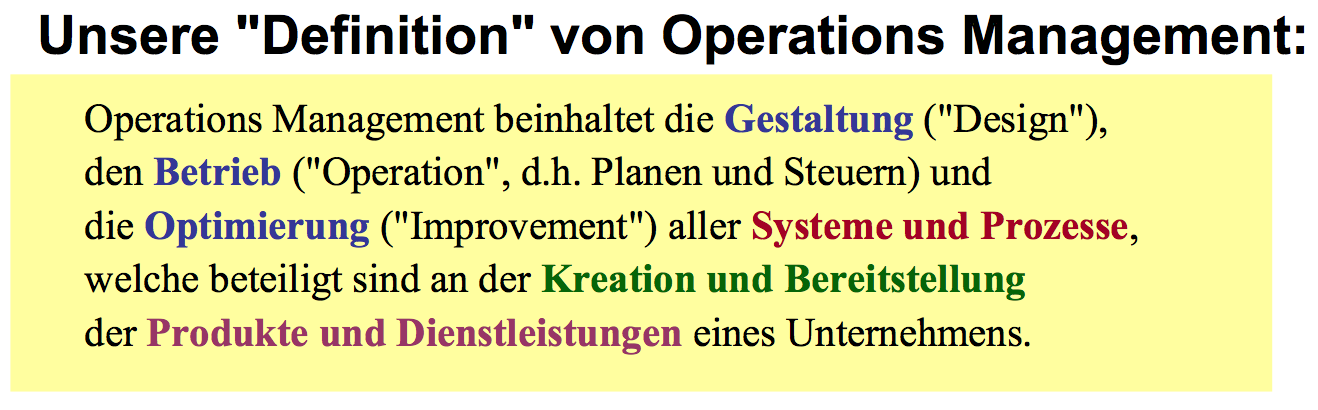 Unsere "Definition" von Operations Management:
Operations Management beinhaltet die Gestaltung ("Design"),
den Betrieb ("Operation", d.h. Planen und Steuern) und
die Optimierung ("Improvement") aller Systeme und Prozesse,
welche beteiligt sind an der Kreation und Bereitstellung
der Produkte und Dienstleistungen eines Unternehmens.